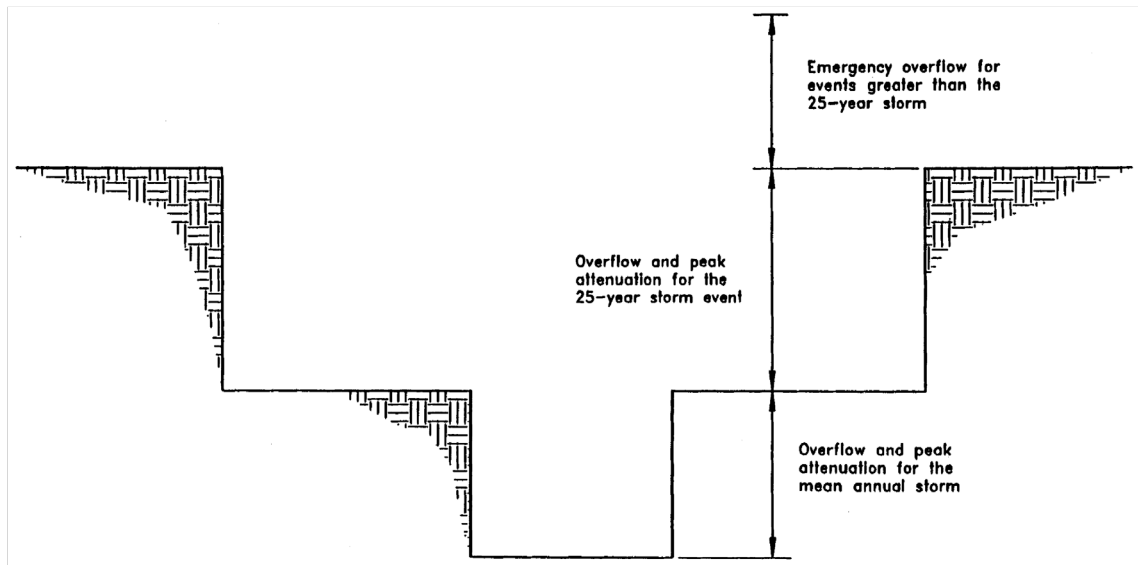 Emergency overflow for
events greater than the
25-year storm
Overflow and peak
attenuation for the
25-year storm event
Overflow and peak
attenuation for the
mean annual storm